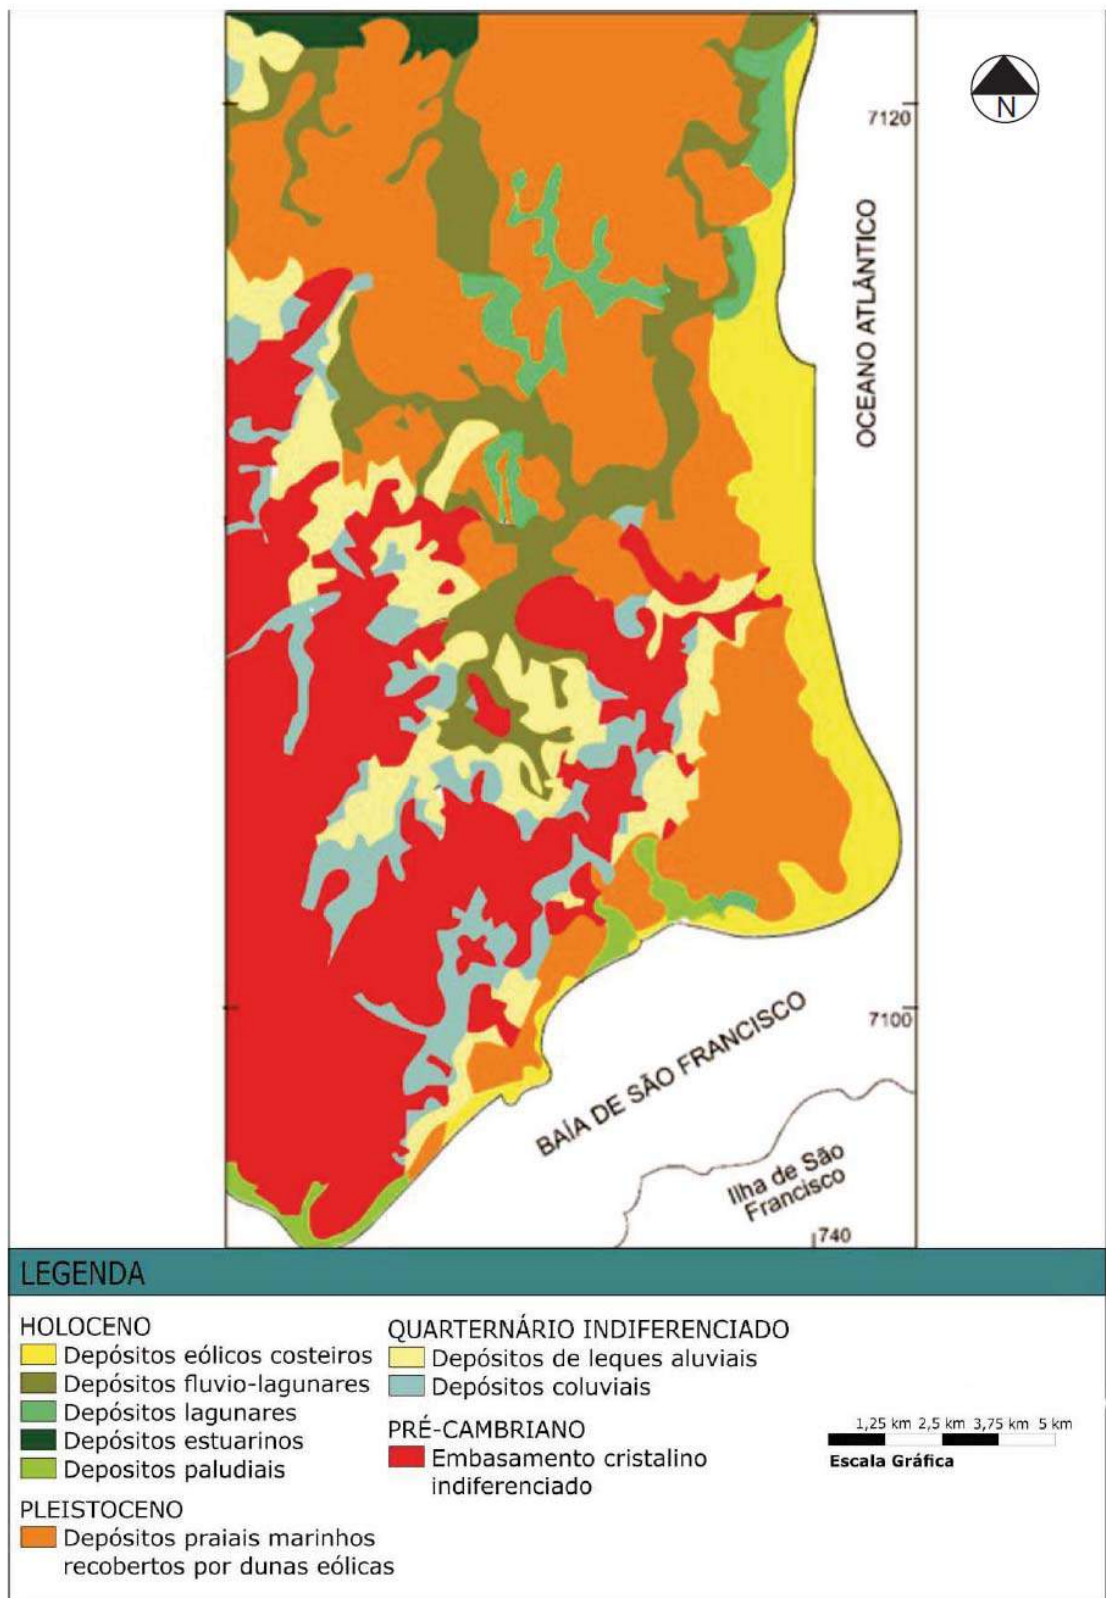 N
7120
OCEANO ATLÂNTICO
7100
BAÍA DE SÃO FRANCISCO
Ilha de São
Francisco
740
LEGENDA
HOLOCENO
Depósitos eólicos costeiros
Depósitos fluvio-lagunares
Depósitos lagunares
Depósitos estuarinos
Depositos paludiais
PLEISTOCENO
Depósitos praiais marinhos
recobertos por dunas eólicas
QUARTERNÁRIO INDIFERENCIADO
Depósitos de leques aluviais
Depósitos coluviais
PRÉ-CAMBRIANO
Embasamento cristalino
indiferenciado
1,25 km 2,5 km 3,75 km 5 km
Escala Gráfica